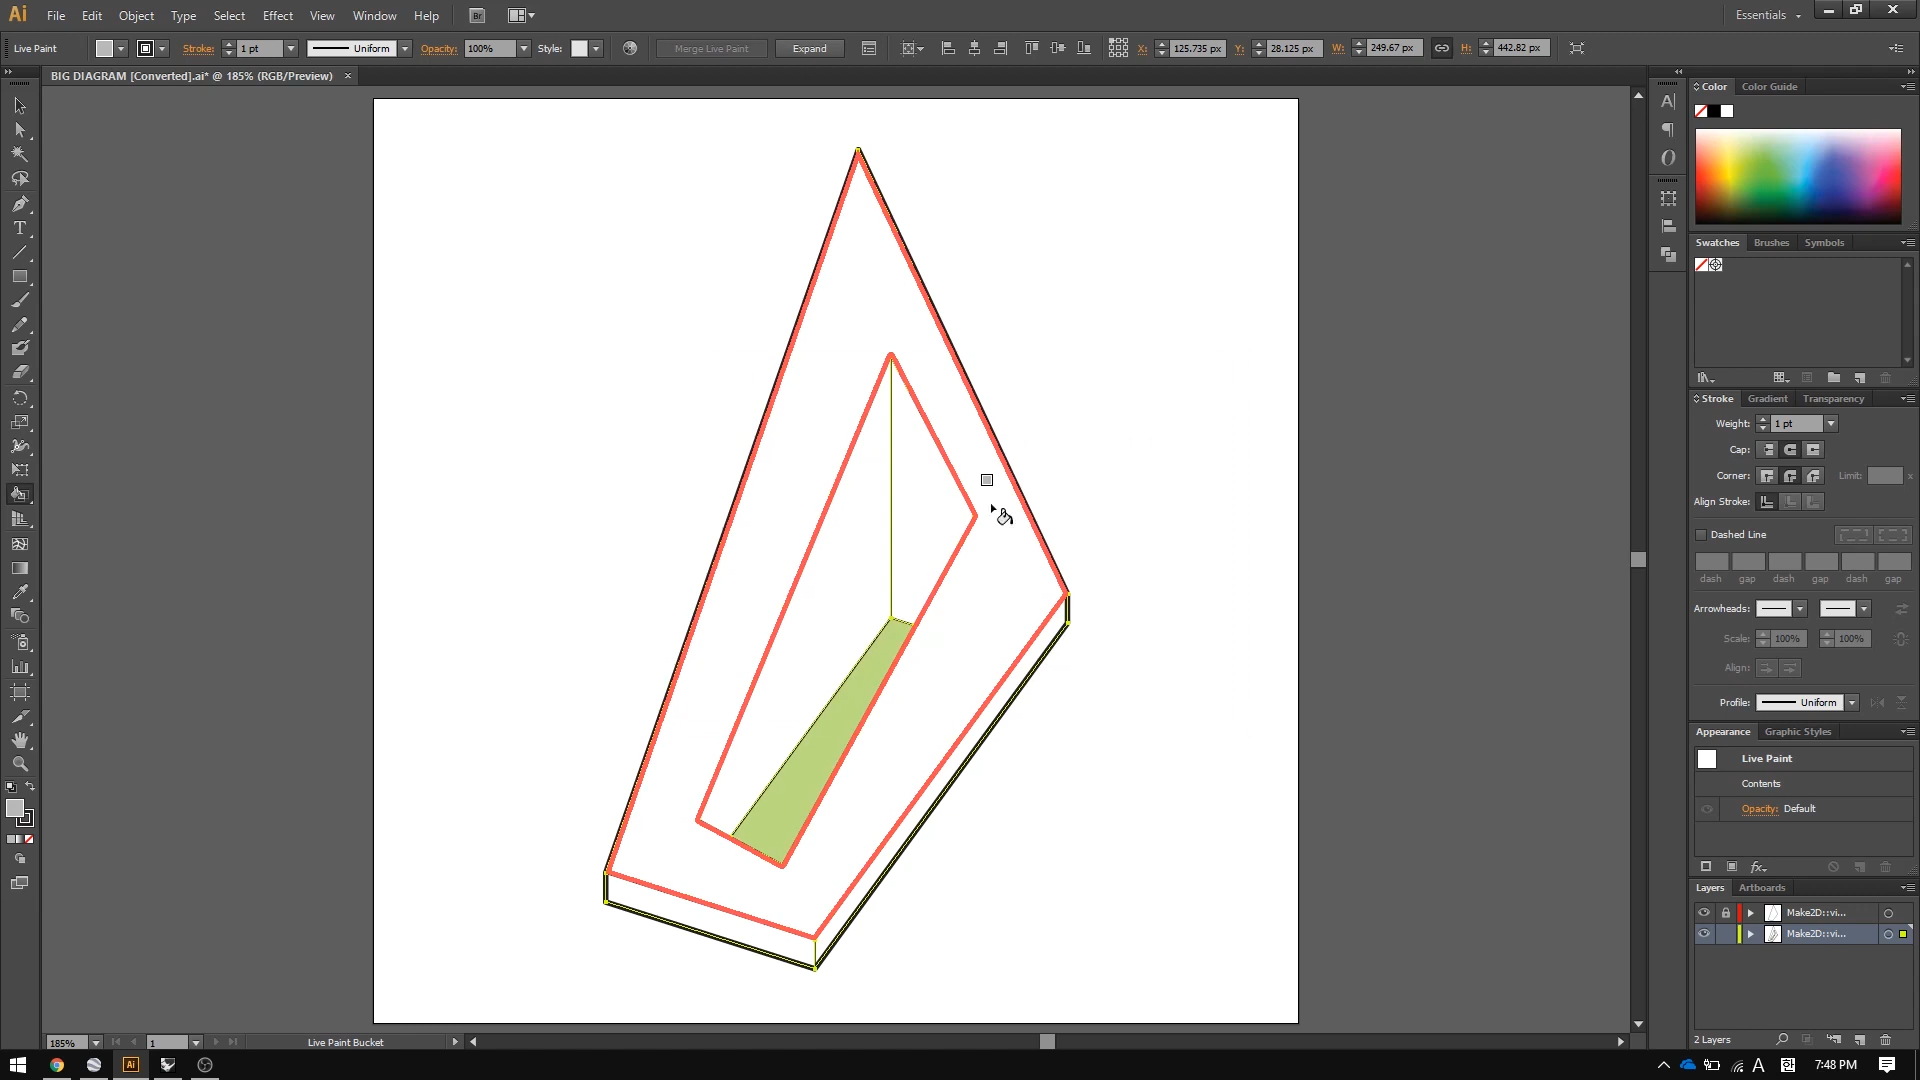 Ai File Edit Object Type Select Effect View Window Help Br Essentials
Live Paint Stroke: 1 pt Uniform Opacity: 100% Style: Merge Live Paint Expand X: 125.735 px Y: 28.125 px W: 249.67 px H: 442.82 px
BIG DIAGRAM [Converted].ai* @ 185% (RGB/Preview) ×
Color Color Guide
Swatches Brushes Symbols
Stroke Gradient Transparency
Weight: 1 pt
Cap:
Corner: Limit: x
Align Stroke:
Dashed Line
dash gap dash gap dash gap
Arrowheads:
Scale: 100% 100%
Align:
Profile: Uniform
Appearance Graphic Styles
Live Paint
Contents
Opacity: Default
fx
Layers Artboards
Make2D::vi...
Make2D::vi...
2 Layers
185% 1 Live Paint Bucket
Ai A 한 7:48 PM